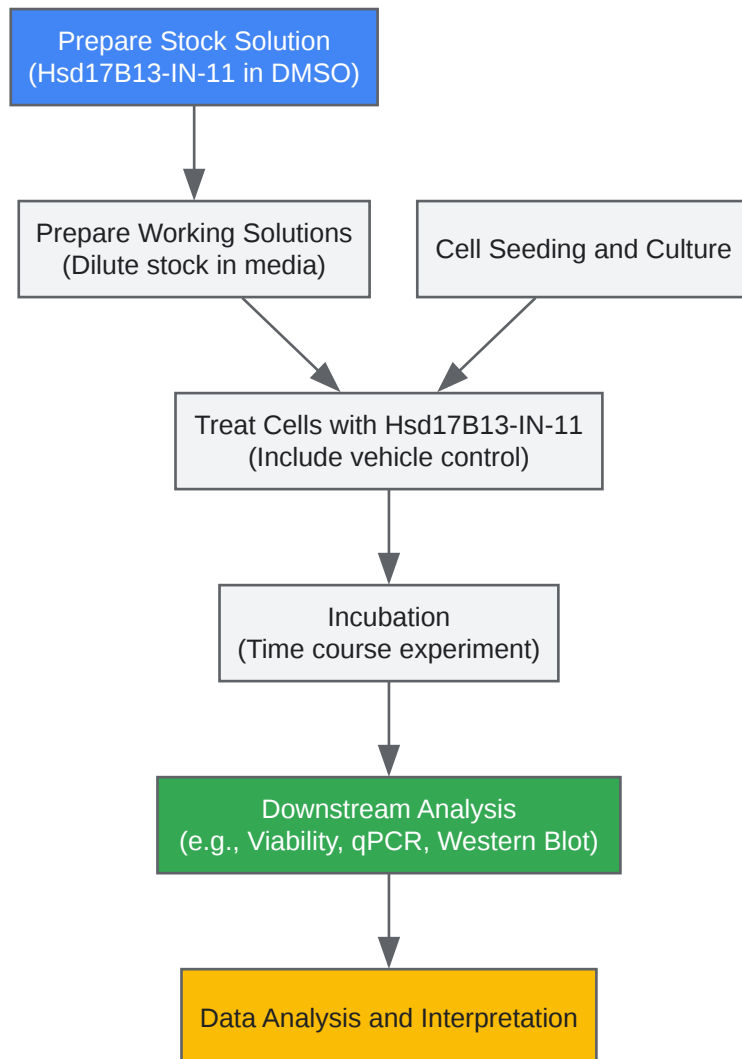 Prepare Stock Solution
(Hsd17B13-IN-11 in DMSO)
Prepare Working Solutions
(Dilute stock in media)
Cell Seeding and Culture
Treat Cells with Hsd17B13-IN-11
(Include vehicle control)
Incubation
(Time course experiment)
Downstream Analysis
(e.g., Viability, qPCR, Western Blot)
Data Analysis and Interpretation